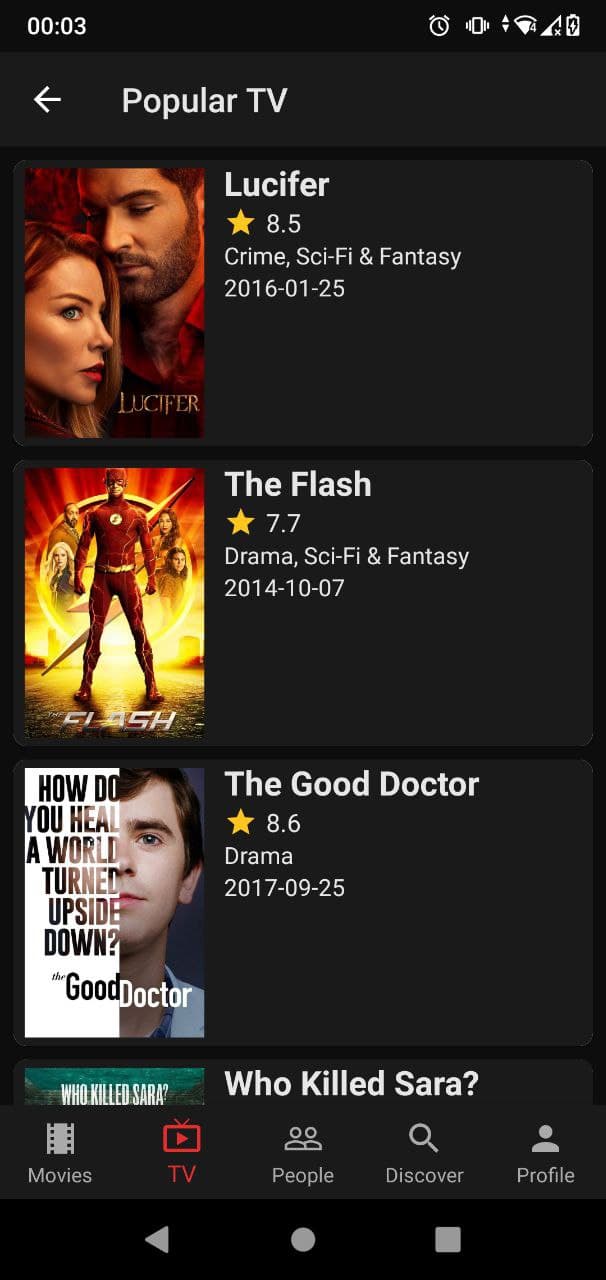 00:03
4
Popular TV
Lucifer
8.5
Crime, Sci-Fi & Fantasy
2016-01-25
LUCIFER
The Flash
7.7
Drama, Sci-Fi & Fantasy
2014-10-07
THE FLASH
The Good Doctor
8.6
Drama
2017-09-25
HOW DO
YOU HEAL
A WORLD
TURNED
UPSIDE
DOWN?
the Good Doctor
Who Killed Sara?
WHO KILLED SARA?
Movies
TV
People
Discover
Profile